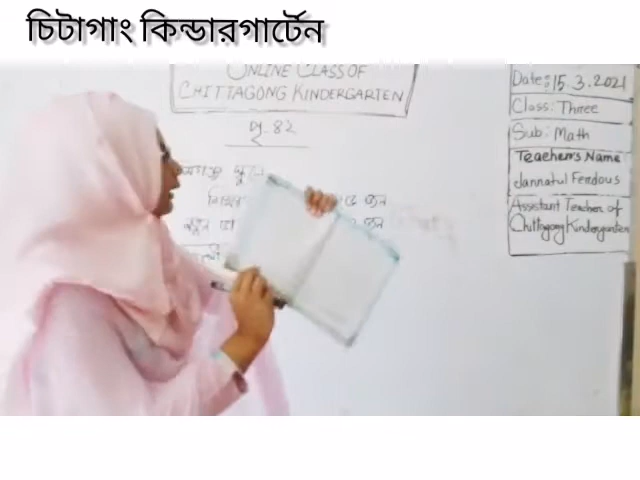 চিটাগাং কিন্ডারগার্টেন
ONLINE CLASS OF
CHITTAGONG KINDERGARTEN
Pg-82
Date: 15.3.2021
Class: Three
Sub: Math
Teacher's Name
Jannatul Ferdous
Assistant Teacher of
Chittagong Kindergarten